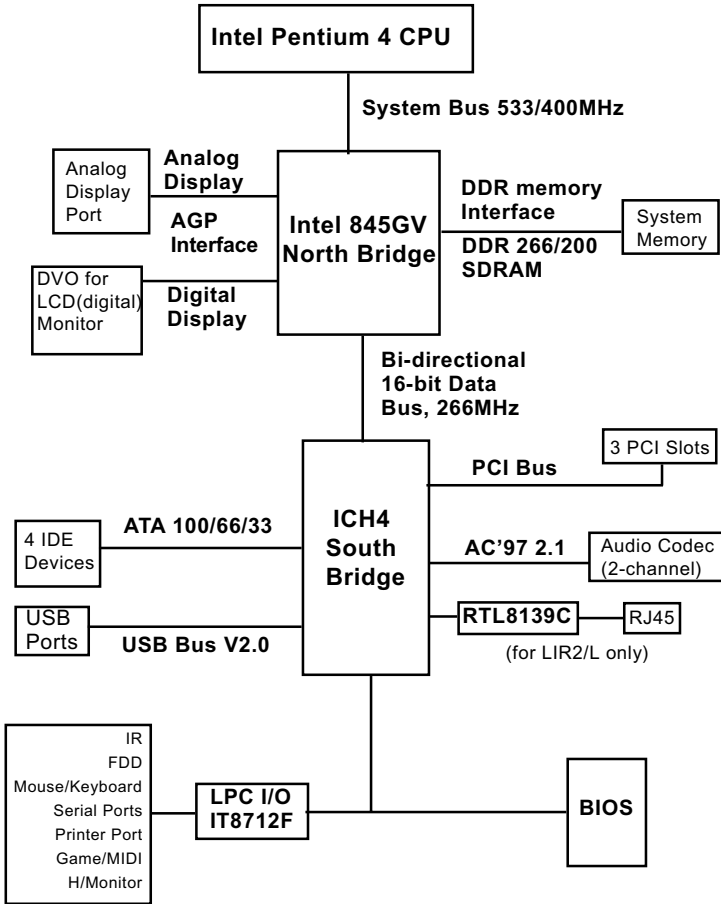 Intel Pentium 4 CPU
System Bus 533/400MHz
Analog
Display
Port
Analog
Display
AGP
Interface
DVO for
LCD(digital)
Monitor
Digital
Display
Intel 845GV
North Bridge
DDR memory
Interface
DDR 266/200
SDRAM
System
Memory
Bi-directional
16-bit Data
Bus, 266MHz
3 PCI Slots
PCI Bus
ICH4
South
Bridge
4 IDE
Devices
ATA 100/66/33
AC’97 2.1
Audio Codec
(2-channel)
USB
Ports
USB Bus V2.0
RTL8139C
RJ45
(for LIR2/L only)
IR
FDD
Mouse/Keyboard
Serial Ports
Printer Port
Game/MIDI
H/Monitor
LPC I/O
IT8712F
BIOS